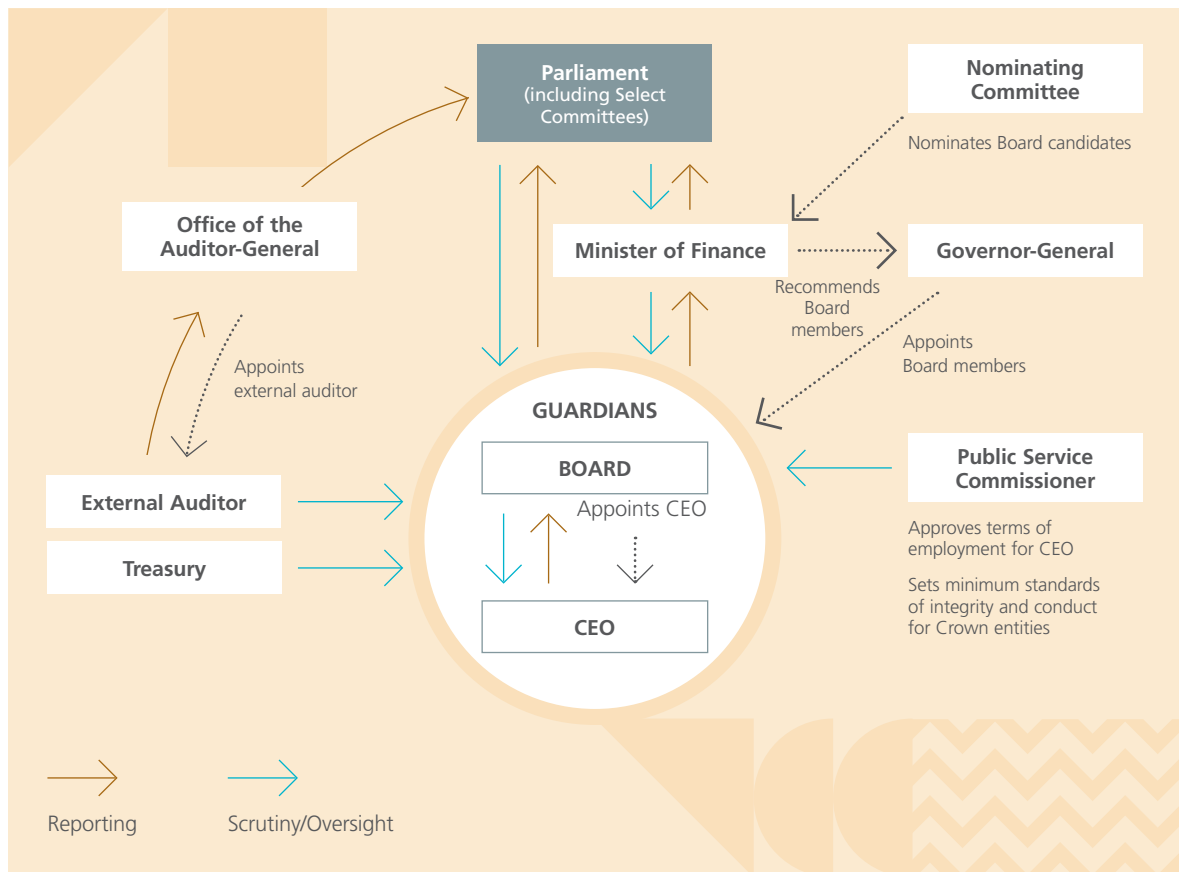 Parliament
(including Select
Committees)
Nominating
Committee
Nominates Board candidates
Office of the
Auditor-General
Minister of Finance
Governor-General
Recommends
Board
members
Appoints
Board members
Appoints
external auditor
GUARDIANS
BOARD
Appoints CEO
CEO
External Auditor
Treasury
Public Service
Commissioner
Approves terms of
employment for CEO
Sets minimum standards
of integrity and conduct
for Crown entities
Reporting
Scrutiny/Oversight